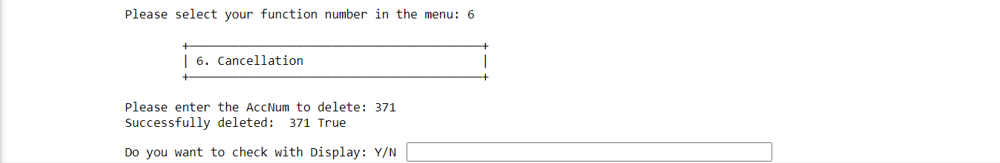 Please select your function number in the menu: 6
+——————————————————————————+
| 6. Cancellation |
+——————————————————————————+
Please enter the AccNum to delete: 371
Successfully deleted:  371 True
Do you want to check with Display: Y/N